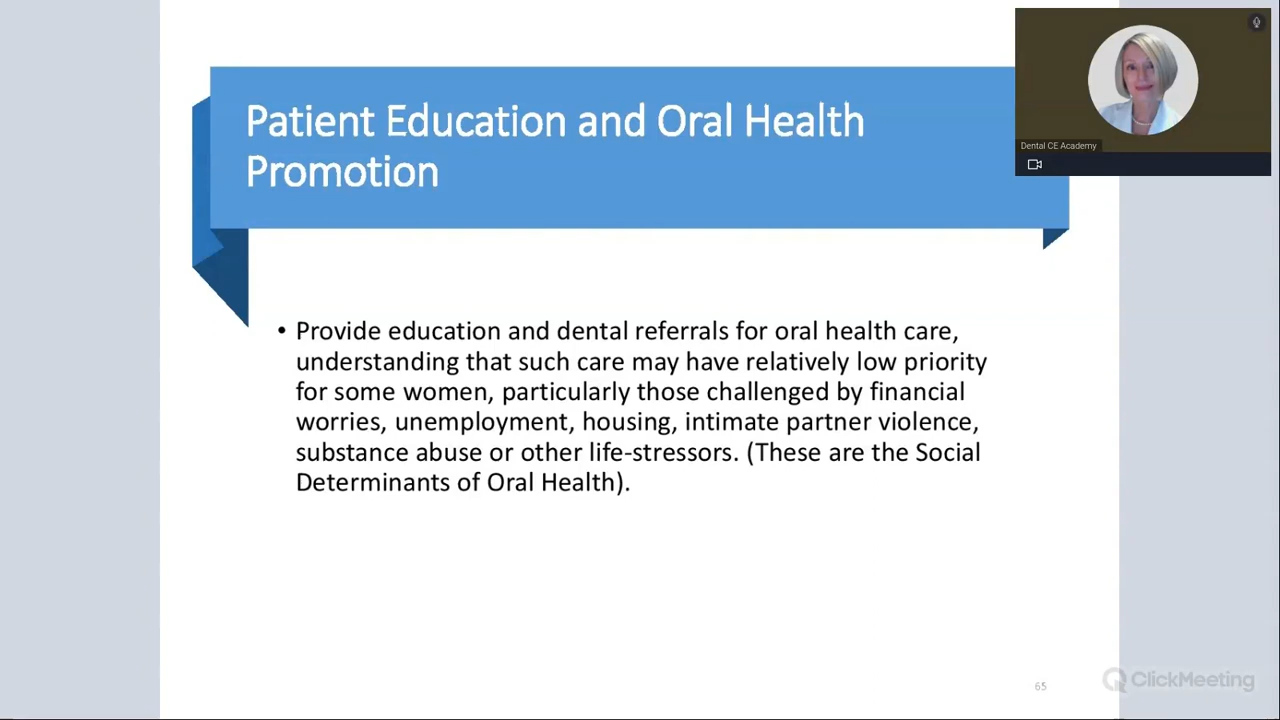 Patient Education and Oral Health
Promotion
Dental CE Academy
• Provide education and dental referrals for oral health care,
understanding that such care may have relatively low priority
for some women, particularly those challenged by financial
worries, unemployment, housing, intimate partner violence,
substance abuse or other life-stressors. (These are the Social
Determinants of Oral Health).
65
ClickMeeting